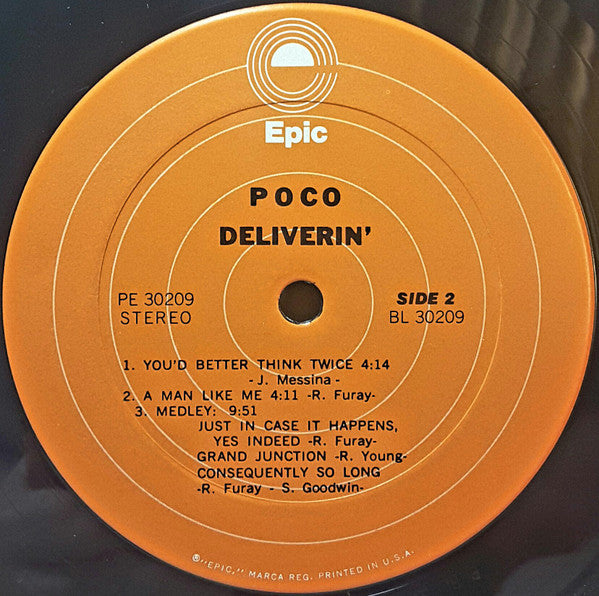 Epic
POCO
DELIVERIN'
PE 30209
STEREO
SIDE 2
BL 30209
1. YOU'D BETTER THINK TWICE 4:14
- J. Messina -
2. A MAN LIKE ME 4:11 -R. Furay-
3. MEDLEY: 9:51
JUST IN CASE IT HAPPENS,
YES INDEED -R. Furay-
GRAND JUNCTION -R. Young-
CONSEQUENTLY SO LONG
-R. Furay - S. Goodwin-
℗"EPIC," MARCA REG. PRINTED IN U.S.A.